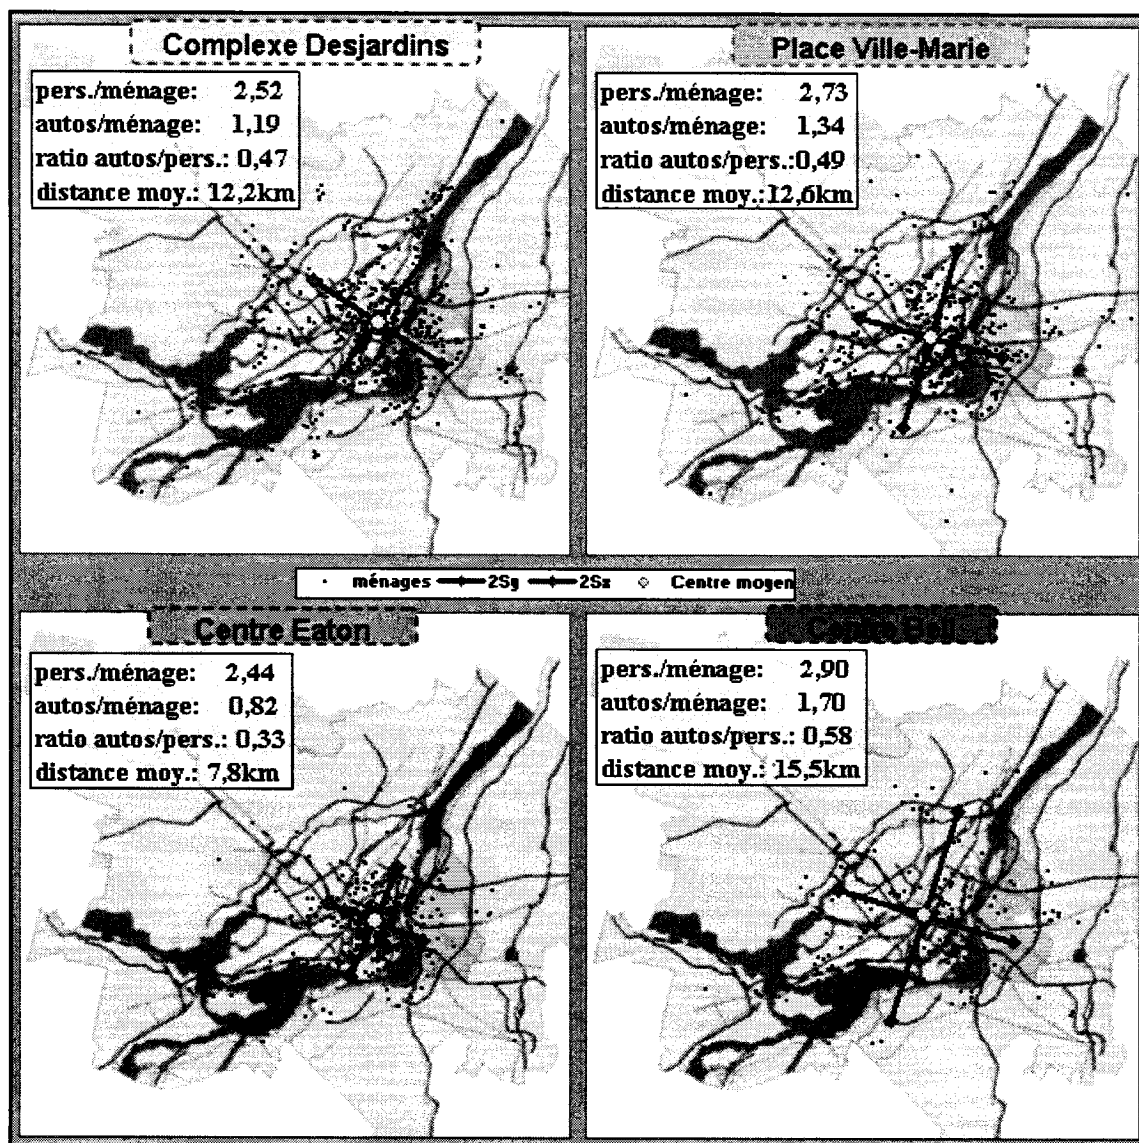 Complexe Desjardins
pers./ménage: 2,52
autos/ménage: 1,19
ratio autos/pers.: 0,47
distance moy.: 12,2km
Place Ville-Marie
pers./ménage: 2,73
autos/ménage: 1,34
ratio autos/pers.:0,49
distance moy.:12,6km
ménages 2Sy 2Sx Centre moyen
Centre Eaton
pers./ménage: 2,44
autos/ménage: 0,82
ratio autos/pers.: 0,33
distance moy.: 7,8km
Centre Bell
pers./ménage: 2,90
autos/ménage: 1,70
ratio autos/pers.: 0,58
distance moy.: 15,5km